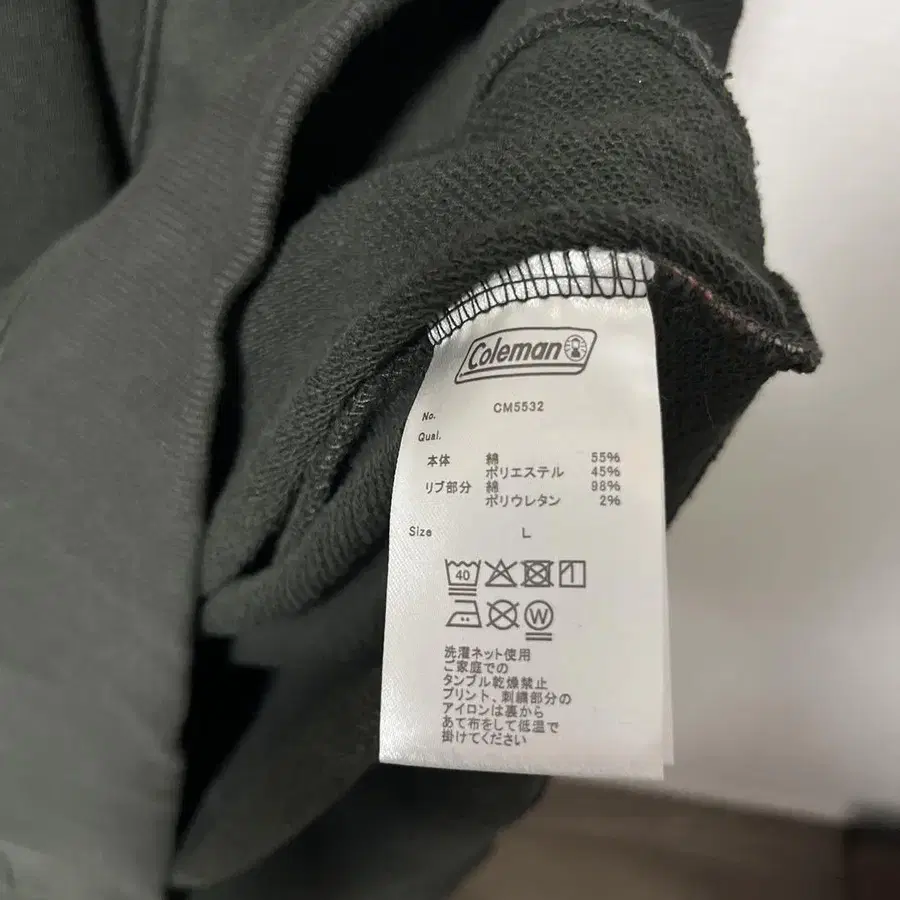 Coleman
No. CM5532
Qual.
本体 綿 55%
ポリエステル 45%
リブ部分 綿 98%
ポリウレタン 2%
Size L
40
W
洗濯ネット使用
ご家庭での
タンブル乾燥禁止
プリント、刺繍部分の
アイロンは裏から
あて布をして低温で
掛けてください